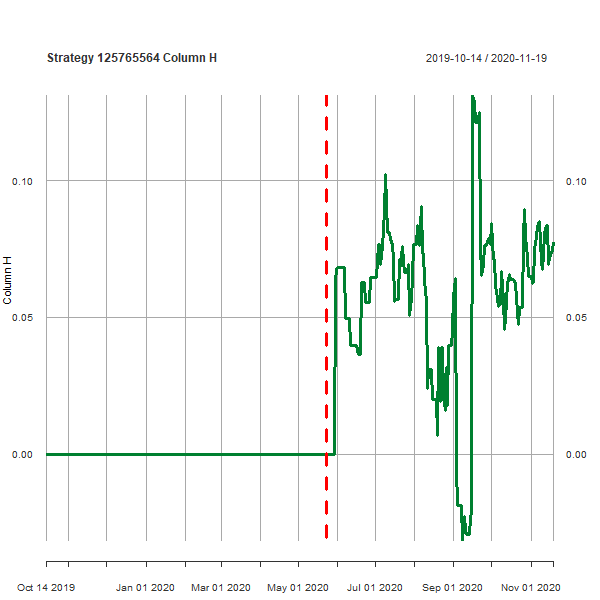 Strategy 125765564 Column H
2019-10-14 / 2020-11-19
Column H
0.10
0.05
0.00
0.10
0.05
0.00
Oct 14 2019
Jan 01 2020
Mar 01 2020
May 01 2020
Jul 01 2020
Sep 01 2020
Nov 01 2020